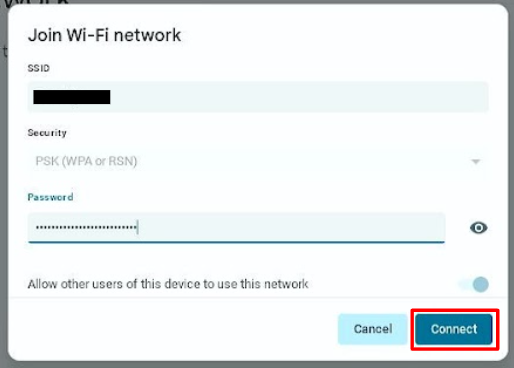 Join Wi-Fi network
SSID
Security
PSK (WPA or RSN)
Password
••••••••••••••••••••••••••
Allow other users of this device to use this network
Cancel
Connect